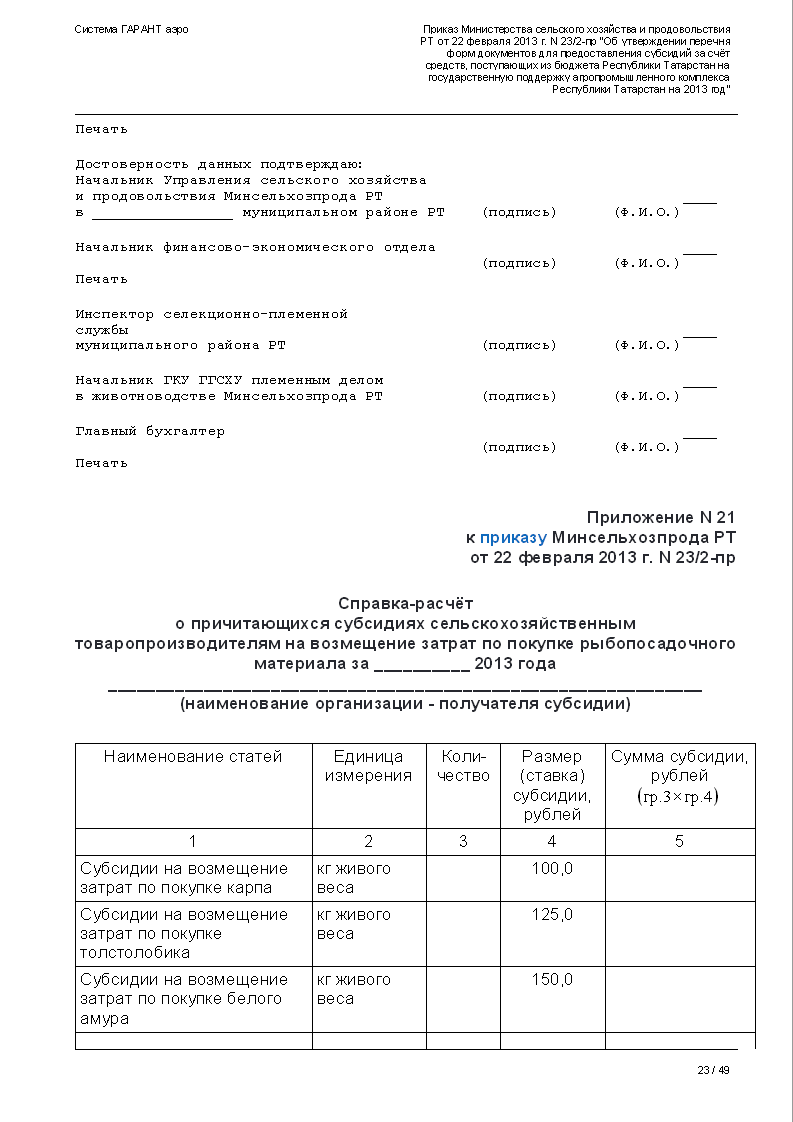 Система ГАРАНТ аэро
Приказ Министерства сельского хозяйства и продовольствия
РТ от 22 февраля 2013 г. N 23/2-пр "Об утверждении перечня
форм документов для предоставления субсидий за счёт
средств, поступающих из бюджета Республики Татарстан на
государственную поддержку агропромышленного комплекса
Республики Татарстан на 2013 год"
Печать
Достоверность данных подтверждаю:
Начальник Управления сельского хозяйства
и продовольствия Минсельхозпрода РТ ____
в _________________ муниципальном районе РТ (подпись) (Ф.И.О.)
Начальник финансово-экономического отдела ____
(подпись) (Ф.И.О.)
Печать
Инспектор селекционно-племенной
службы ____
муниципального района РТ (подпись) (Ф.И.О.)
Начальник ГКУ ГГСХУ племенным делом ____
в животноводстве Минсельхозпрода РТ (подпись) (Ф.И.О.)
Главный бухгалтер ____
(подпись) (Ф.И.О.)
Печать
Приложение N 21
к приказу Минсельхозпрода РТ
от 22 февраля 2013 г. N 23/2-пр
Справка-расчёт
о причитающихся субсидиях сельскохозяйственным
товаропроизводителям на возмещение затрат по покупке рыбопосадочного
материала за __________ 2013 года
______________________________________________________________
(наименование организации - получателя субсидии)
Наименование статей Единица Коли- Размер Сумма субсидии,
измерения чество (ставка) рублей
субсидии, (гр.3×гр.4)
рублей
1 2 3 4 5
Субсидии на возмещение кг живого 100,0
затрат по покупке карпа веса
Субсидии на возмещение кг живого 125,0
затрат по покупке веса
толстолобика
Субсидии на возмещение кг живого 150,0
затрат по покупке белого веса
амура
23 / 49